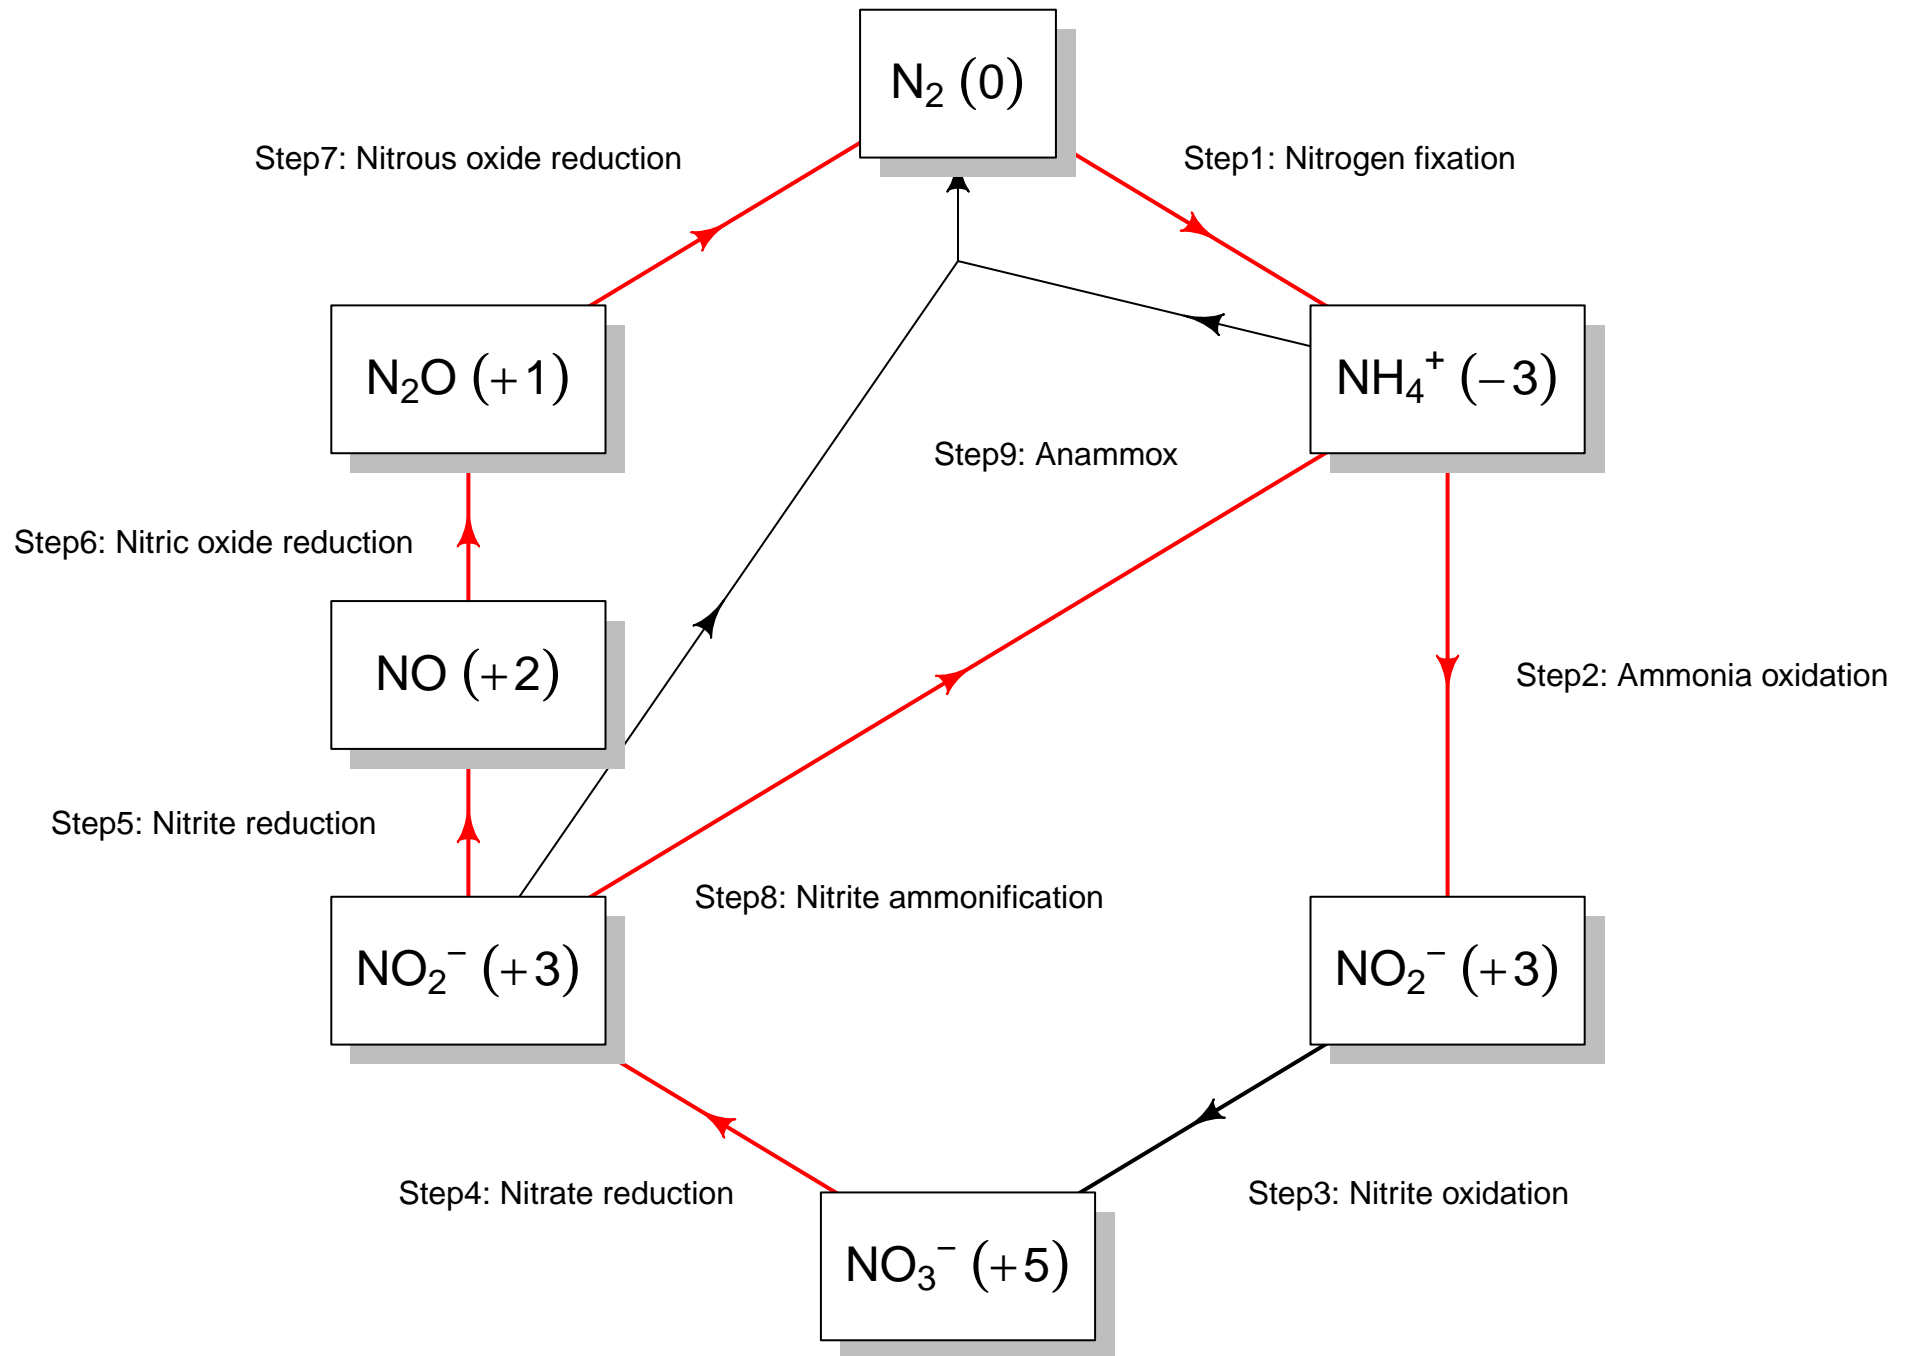 N₂ (0)
Step7: Nitrous oxide reduction
Step1: Nitrogen fixation
N₂O (+1)
NH₄⁺ (−3)
Step9: Anammox
Step6: Nitric oxide reduction
NO (+2)
Step2: Ammonia oxidation
Step5: Nitrite reduction
Step8: Nitrite ammonification
NO₂⁻ (+3)
NO₂⁻ (+3)
Step4: Nitrate reduction
Step3: Nitrite oxidation
NO₃⁻ (+5)